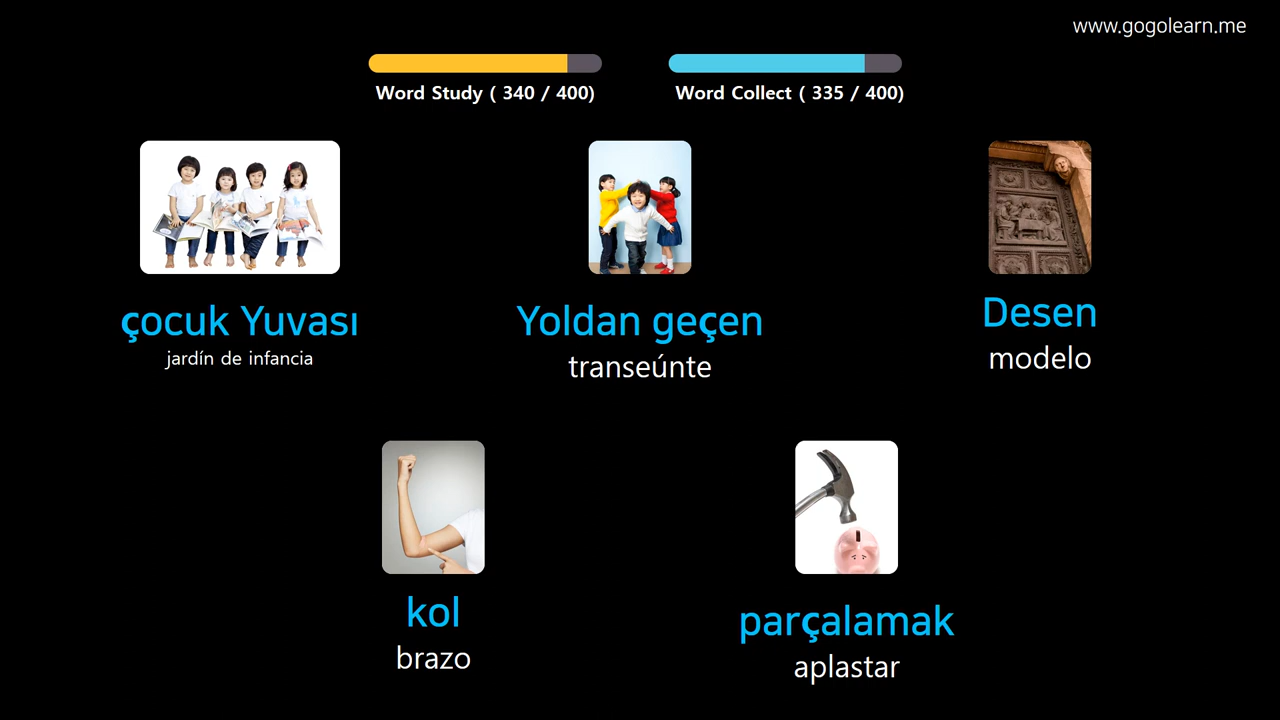 www.gogolearn.me
Word Study ( 340 / 400)
Word Collect ( 335 / 400)
çocuk Yuvası
jardín de infancia
Yoldan geçen
transeúnte
Desen
modelo
kol
brazo
parçalamak
aplastar